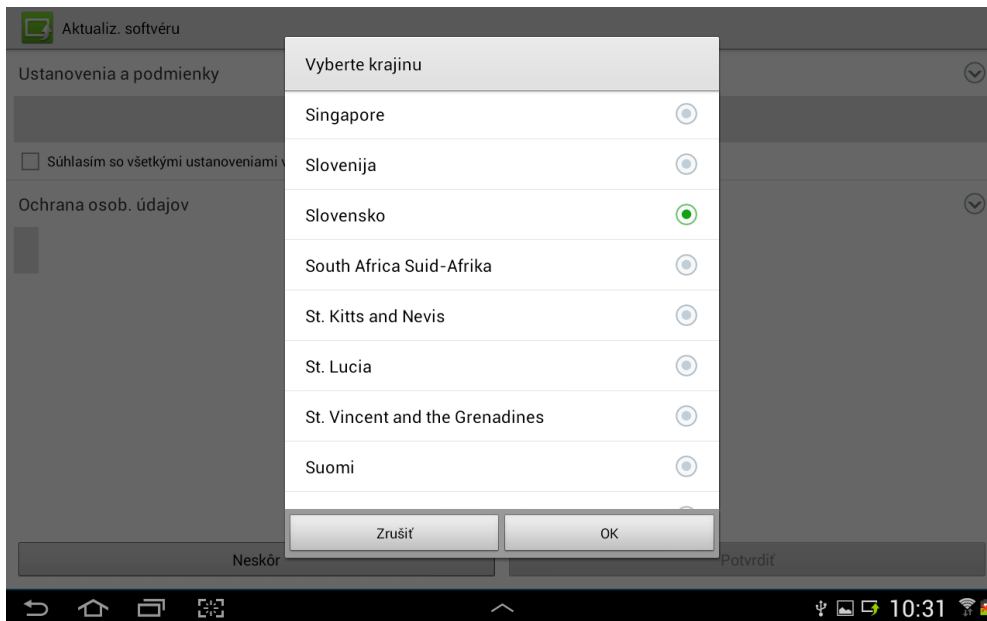 Aktualiz. softvéru
Ustanovenia a podmienky
Súhlasím so všetkými ustanoveniami
Ochrana osob. údajov
Vyberte krajinu
Singapore
Slovenija
Slovensko
South Africa Suid-Afrika
St. Kitts and Nevis
St. Lucia
St. Vincent and the Grenadines
Suomi
Zrušiť
OK
Neskôr
Potvrdiť
10:31